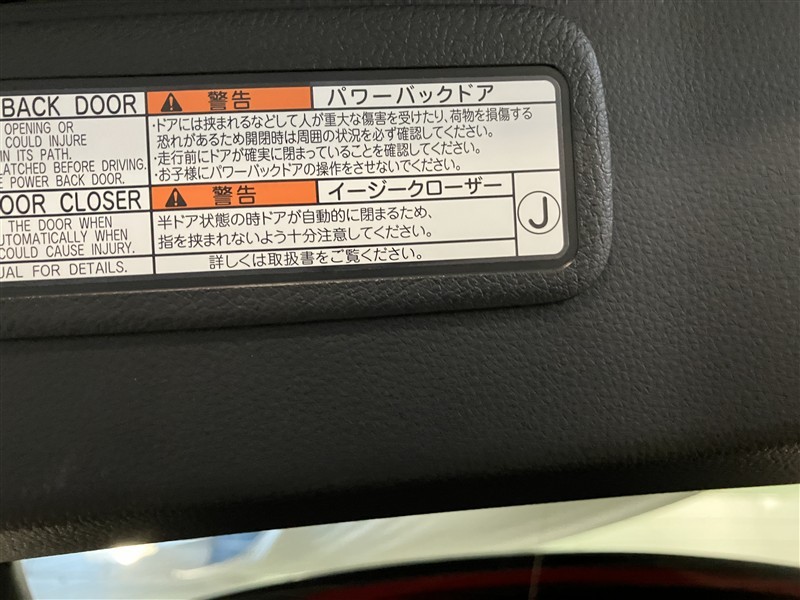 BACK DOOR
OPENING OR
COULD INJURE
IN ITS PATH.
LATCHED BEFORE DRIVING.
POWER BACK DOOR.
警告
パワーバックドア
・ドアには挟まれるなどして人が重大な傷害を受けたり、荷物を損傷する
恐れがあるため開閉時は周囲の状況を必ず確認してください。
・走行前にドアが確実に閉まっていることを確認してください。
・お子様にパワーバックドアの操作をさせないでください。
OOR CLOSER
THE DOOR WHEN
UTOMATICALLY WHEN
COULD CAUSE INJURY.
UAL FOR DETAILS.
警告
イージークローザー
半ドア状態の時ドアが自動的に閉まるため、
指を挟まれないよう十分注意してください。
詳しくは取扱書をご覧ください。
J